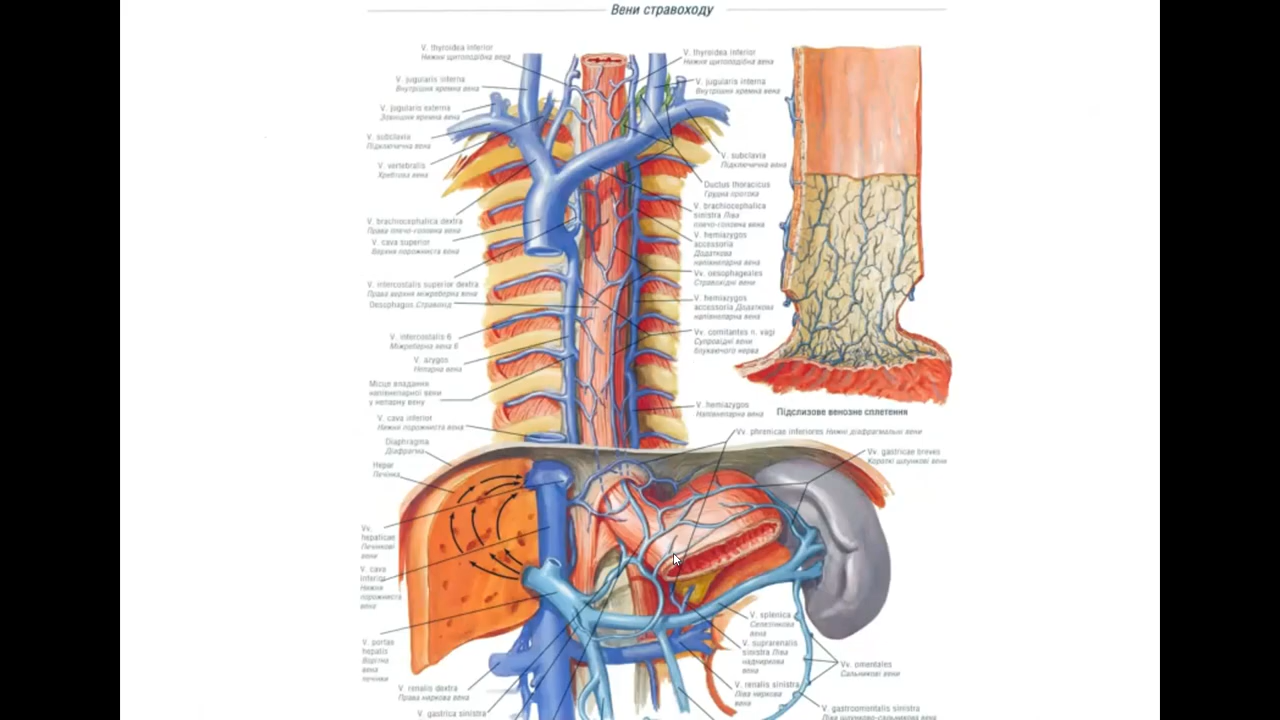 Вени стравоходу
V. thyroidea inferior
Нижня щитоподібна вена
V. jugularis interna
Внутрішня яремна вена
V. jugularis externa
Зовнішня яремна вена
V. subclavia
Підключична вена
V. vertebralis
Хребтова вена
V. brachiocephalica dextra
Права плечо-головна вена
V. cava superior
Верхня порожниста вена
V. intercostalis superior dextra
Права верхня міжреберна вена
Oesophagus Стравохід
V. intercostalis 6
Міжреберна вена 6
V. azygos
Непарна вена
Місце впадання
напівнепарної вени
у непарну вену
V. cava inferior
Нижня порожниста вена
Diaphragma
Діафрагма
Hepar
Печінка
Vv.
hepaticae
Печінкові
вени
V. cava
inferior
Нижня
порожниста
вена
V. portae
hepatis
Ворітна
вена
печінки
V. renalis dextra
Права ниркова вена
V. gastrica sinistra
V. thyroidea inferior
Нижня щитоподібна вена
V. jugularis interna
Внутрішня яремна вена
V. subclavia
Підключична вена
Ductus thoracicus
Грудна протока
V. brachiocephalica
sinistra Ліва
плечо-головна вена
V. hemiazygos
accessoria
Додаткова
напівнепарна вена
Vv. oesophageales
Стравохідні вени
V. hemiazygos
accessoria Додаткова
напівнепарна вена
Vv. comitantes n. vagi
Супровідні вени
блукаючого нерва
V. hemiazygos
Напівнепарна вена
Підслизове венозне сплетення
Vv. phrenicae inferiores Нижні діафрагмальні вени
Vv. gastricae breves
Короткі шлункові вени
V. splenica
Селезінкова
вена
V. suprarenalis
sinistra Ліва
надниркова
вена
V. renalis sinistra
Ліва ниркова
вена
Vv. omentales
Сальникові вени
V. gastroomentalis sinistra
Ліва шлунково-сальникова вена